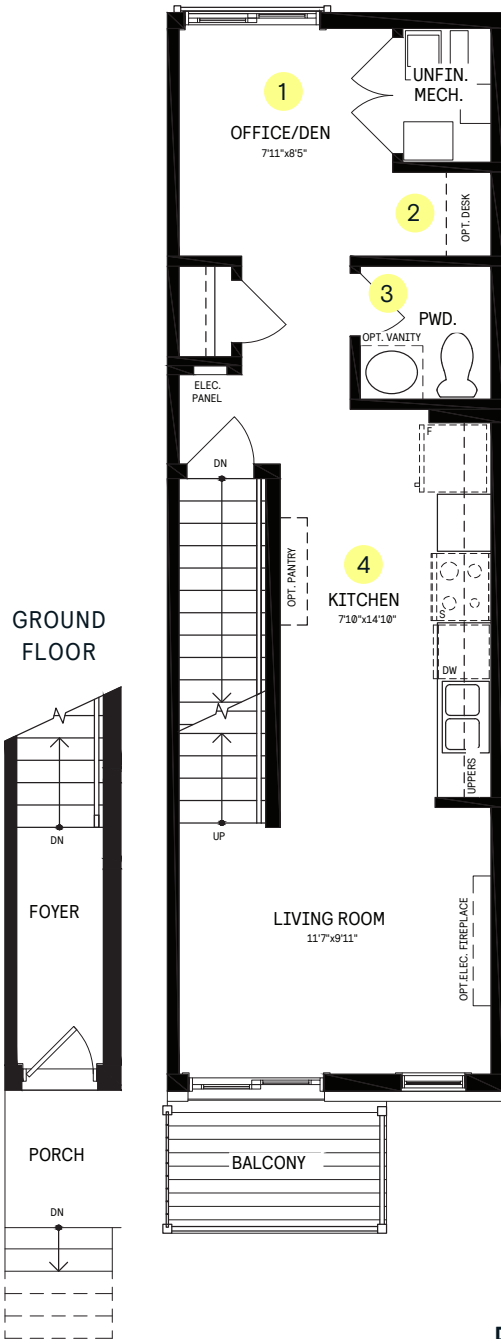 1
OFFICE/DEN
7'11"x8'5"
UNFIN.
MECH.
2
OPT. DESK
3
PWD.
OPT. VANITY
ELEC.
PANEL
DN
F
OPT. PANTRY
4
KITCHEN
7'10"x14'10"
S
DW
UPPERS
UP
LIVING ROOM
11'7"x9'11"
OPT.ELEC. FIREPLACE
BALCONY
GROUND
FLOOR
DN
FOYER
PORCH
DN